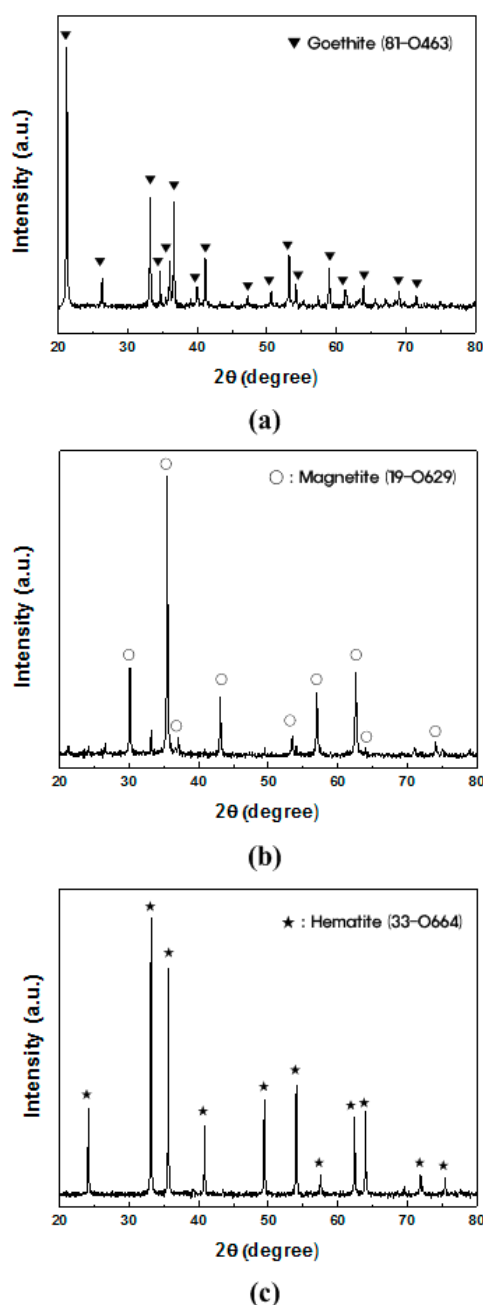 ▼ Goethite (81-0463)
Intensity (a.u.)
20 30 40 50 60 70 80
2θ (degree)
(a)
○ : Magnetite (19-0629)
Intensity (a.u.)
20 30 40 50 60 70 80
2θ (degree)
(b)
★ : Hematite (33-0664)
Intensity (a.u.)
20 30 40 50 60 70 80
2θ (degree)
(c)